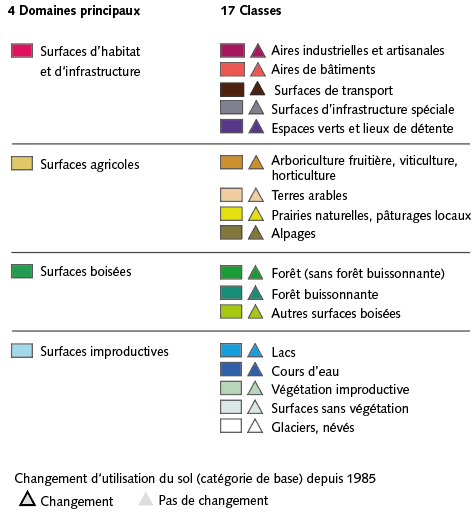 4 Domaines principaux
17 Classes
Surfaces d'habitat
et d'infrastructure
Aires industrielles et artisanales
Aires de bâtiments
Surfaces de transport
Surfaces d'infrastructure spéciale
Espaces verts et lieux de détente
Surfaces agricoles
Arboriculture fruitière, viticulture,
horticulture
Terres arables
Prairies naturelles, pâturages locaux
Alpages
Surfaces boisées
Forêt (sans forêt buissonnante)
Forêt buissonnante
Autres surfaces boisées
Surfaces improductives
Lacs
Cours d'eau
Végétation improductive
Surfaces sans végétation
Glaciers, névés
Changement d'utilisation du sol (catégorie de base) depuis 1985
Changement
Pas de changement